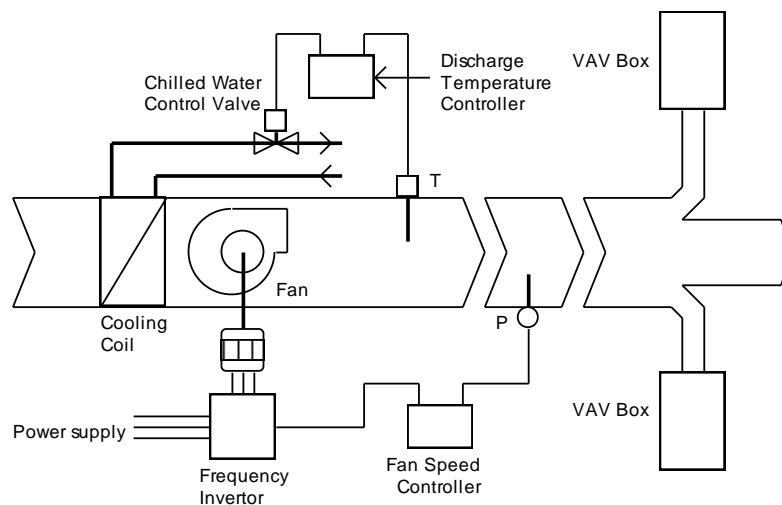 VAV Box
Discharge
Temperature
Controller
Chilled Water
Control Valve
T
Fan
P
Cooling
Coil
VAV Box
Power supply
Fan Speed
Controller
Frequency
Invertor